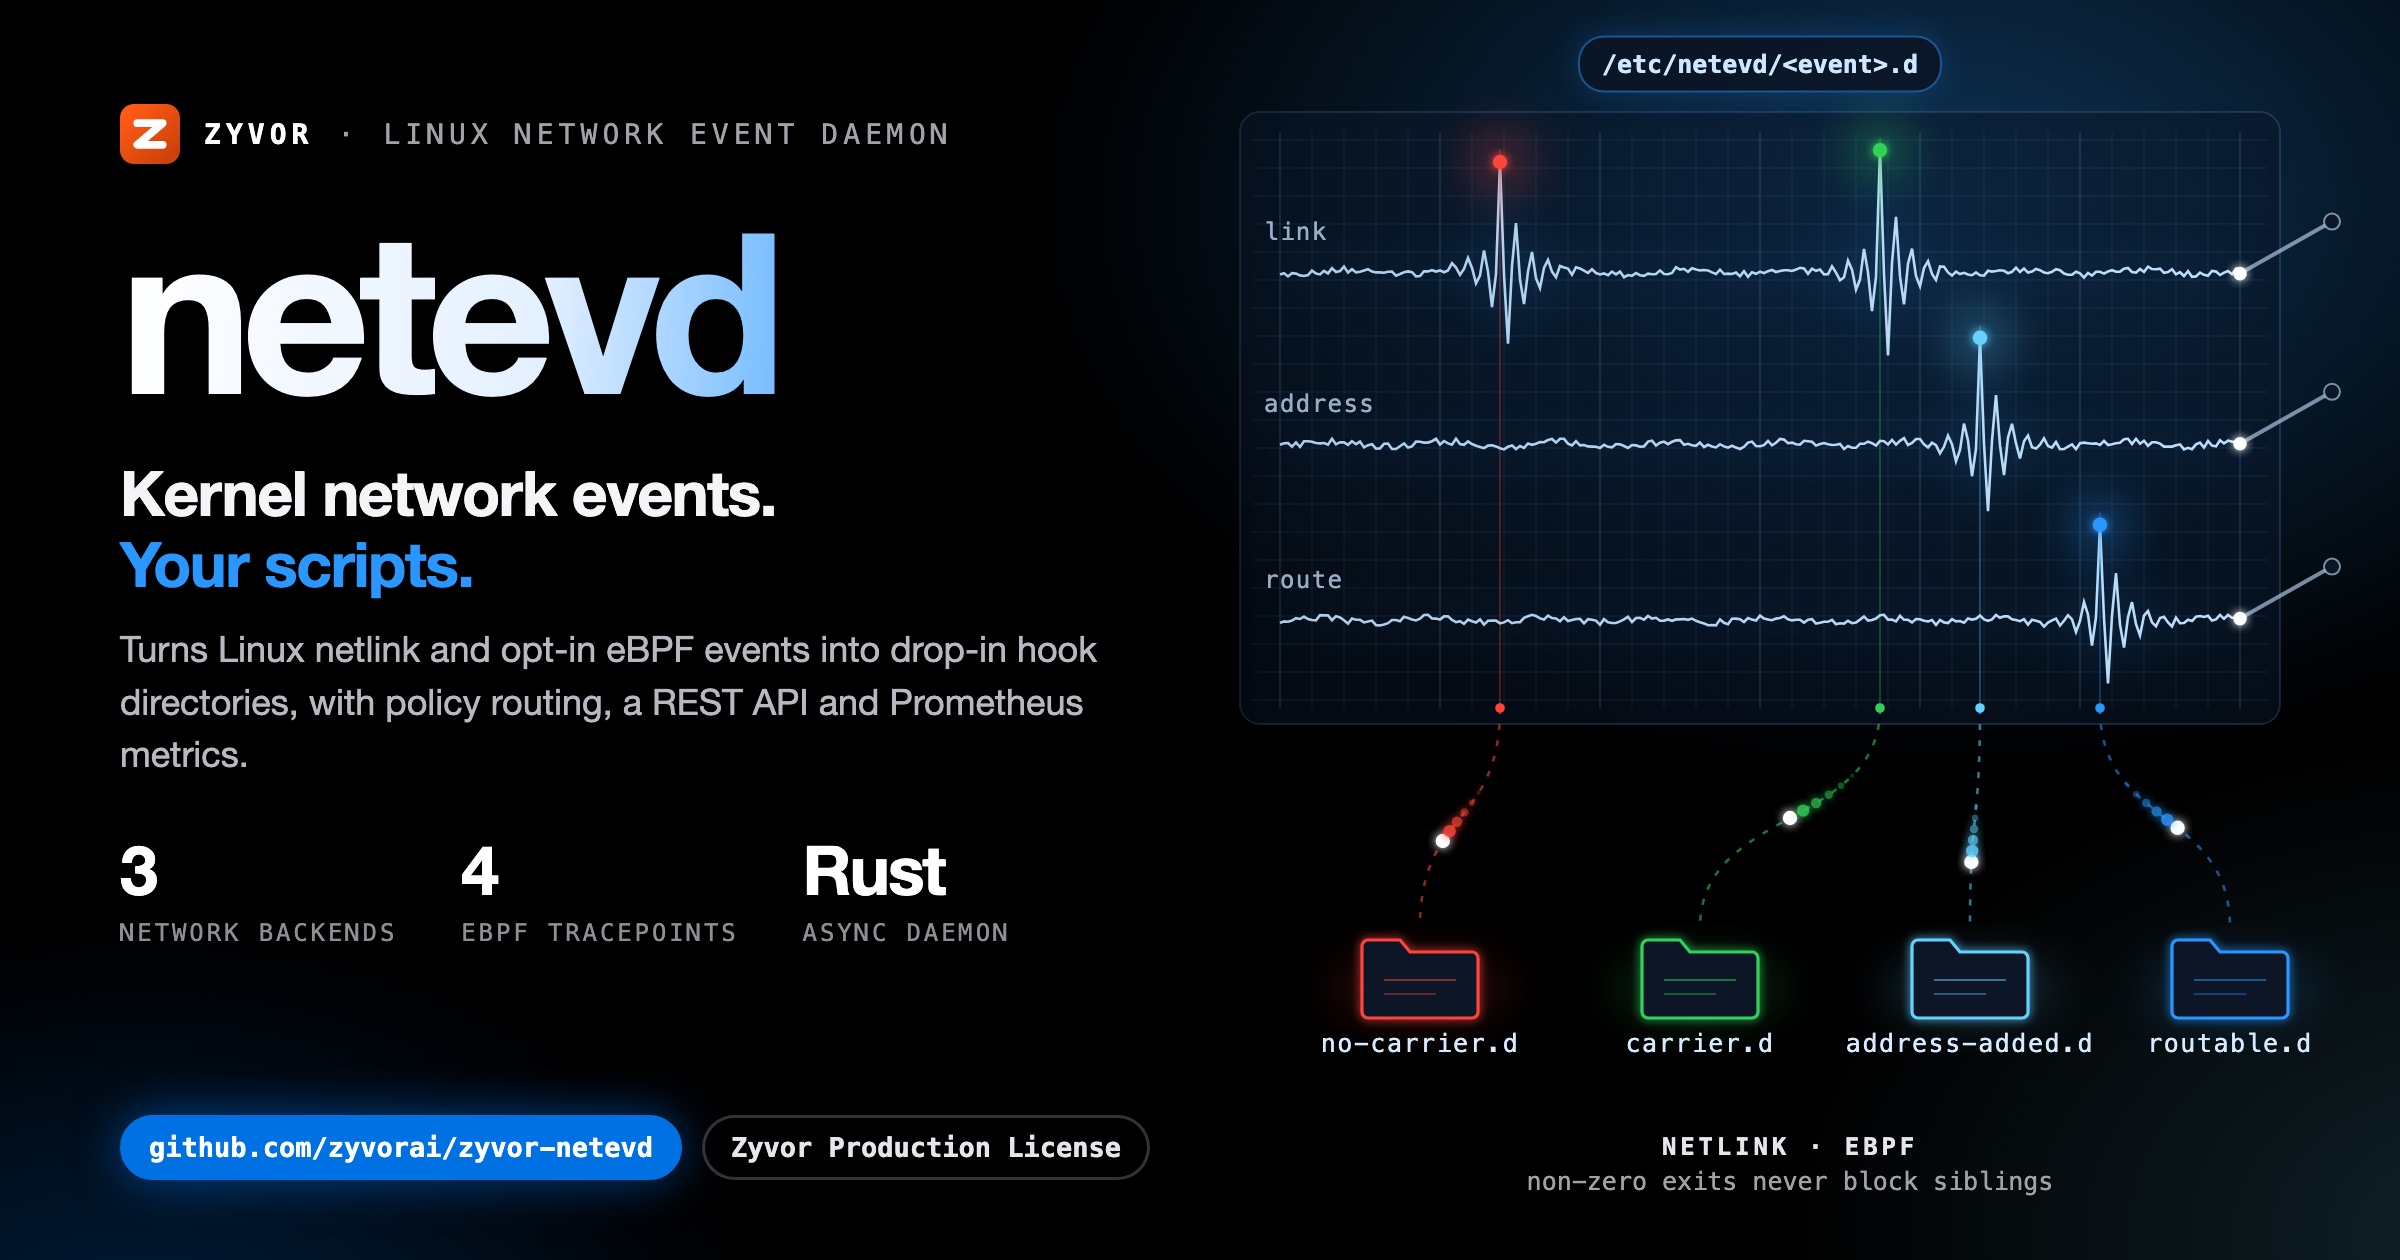 ZYVOR · LINUX NETWORK EVENT DAEMON
netevd
Kernel network events.
Your scripts.
Turns Linux netlink and opt-in eBPF events into drop-in hook
directories, with policy routing, a REST API and Prometheus
metrics.
3
NETWORK BACKENDS
4
EBPF TRACEPOINTS
Rust
ASYNC DAEMON
github.com/zyvorai/zyvor-netevd
Zyvor Production License
/etc/netevd/<event>.d
link
address
route
no-carrier.d
carrier.d
address-added.d
routable.d
NETLINK · EBPF
non-zero exits never block siblings